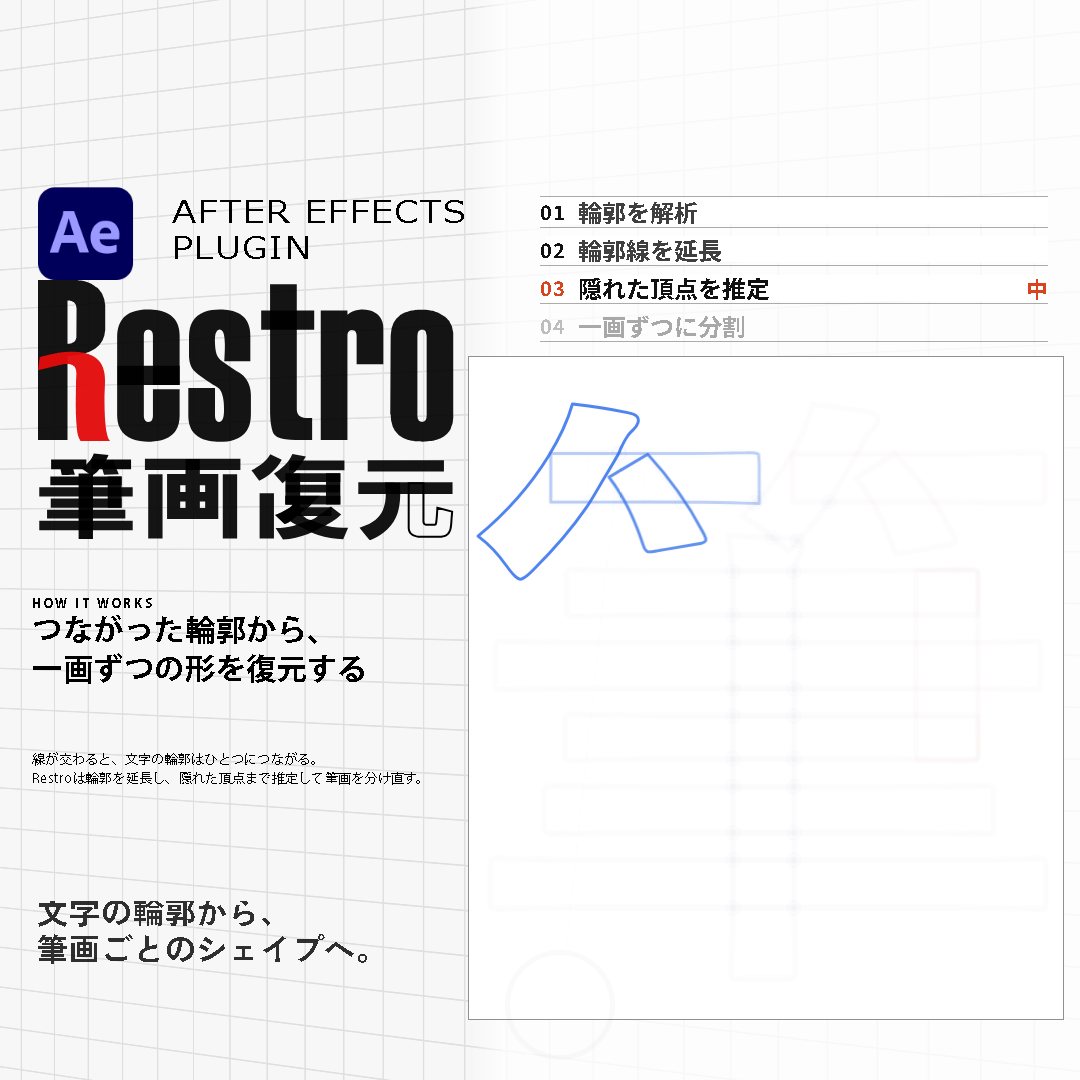 Ae
AFTER EFFECTS
PLUGIN
Restro
筆画復元
HOW IT WORKS
つながった輪郭から、
一画ずつの形を復元する
線が交わると、文字の輪郭はひとつにつながる。
Restroは輪郭を延長し、隠れた頂点まで推定して筆画を分け直す。
文字の輪郭から、
筆画ごとのシェイプへ。
01 輪郭を解析
02 輪郭線を延長
03 隠れた頂点を推定 中
04 一画ずつに分割